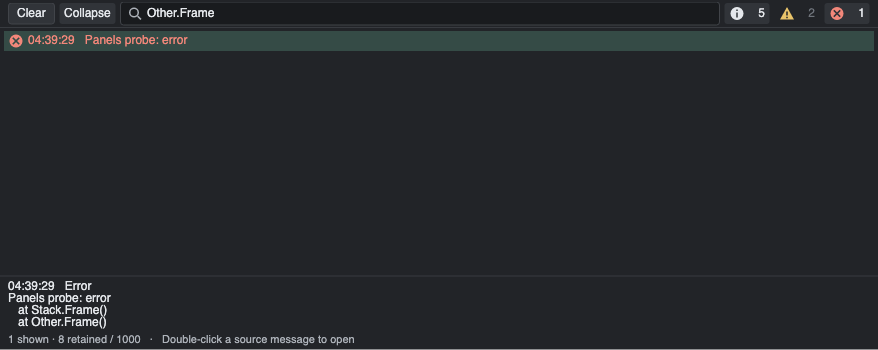 Clear Collapse Other.Frame 5 2 1
04:39:29 Panels probe: error
04:39:29 Error
Panels probe: error
at Stack.Frame()
at Other.Frame()
1 shown · 8 retained / 1000 · Double-click a source message to open